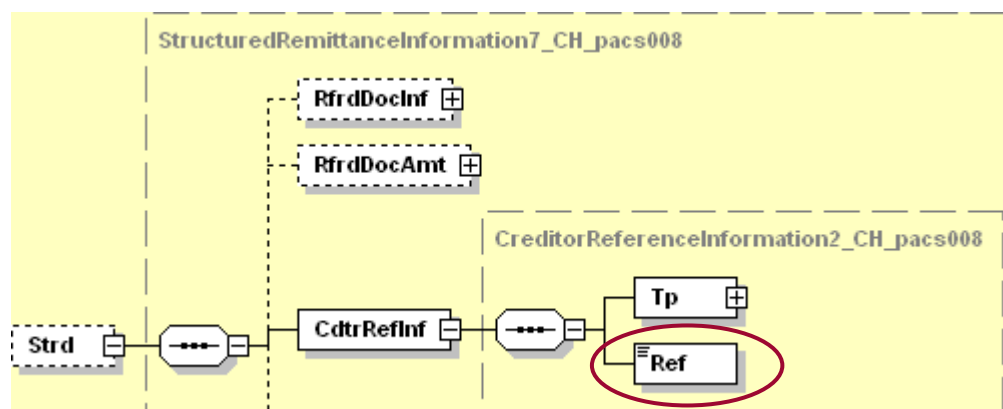 StructuredRemittanceInformation7_CH_pacs008
RfrdDocInf
RfrdDocAmt
CreditorReferenceInformation2_CH_pacs008
Tp
CdtrRefInf
Strd
Ref